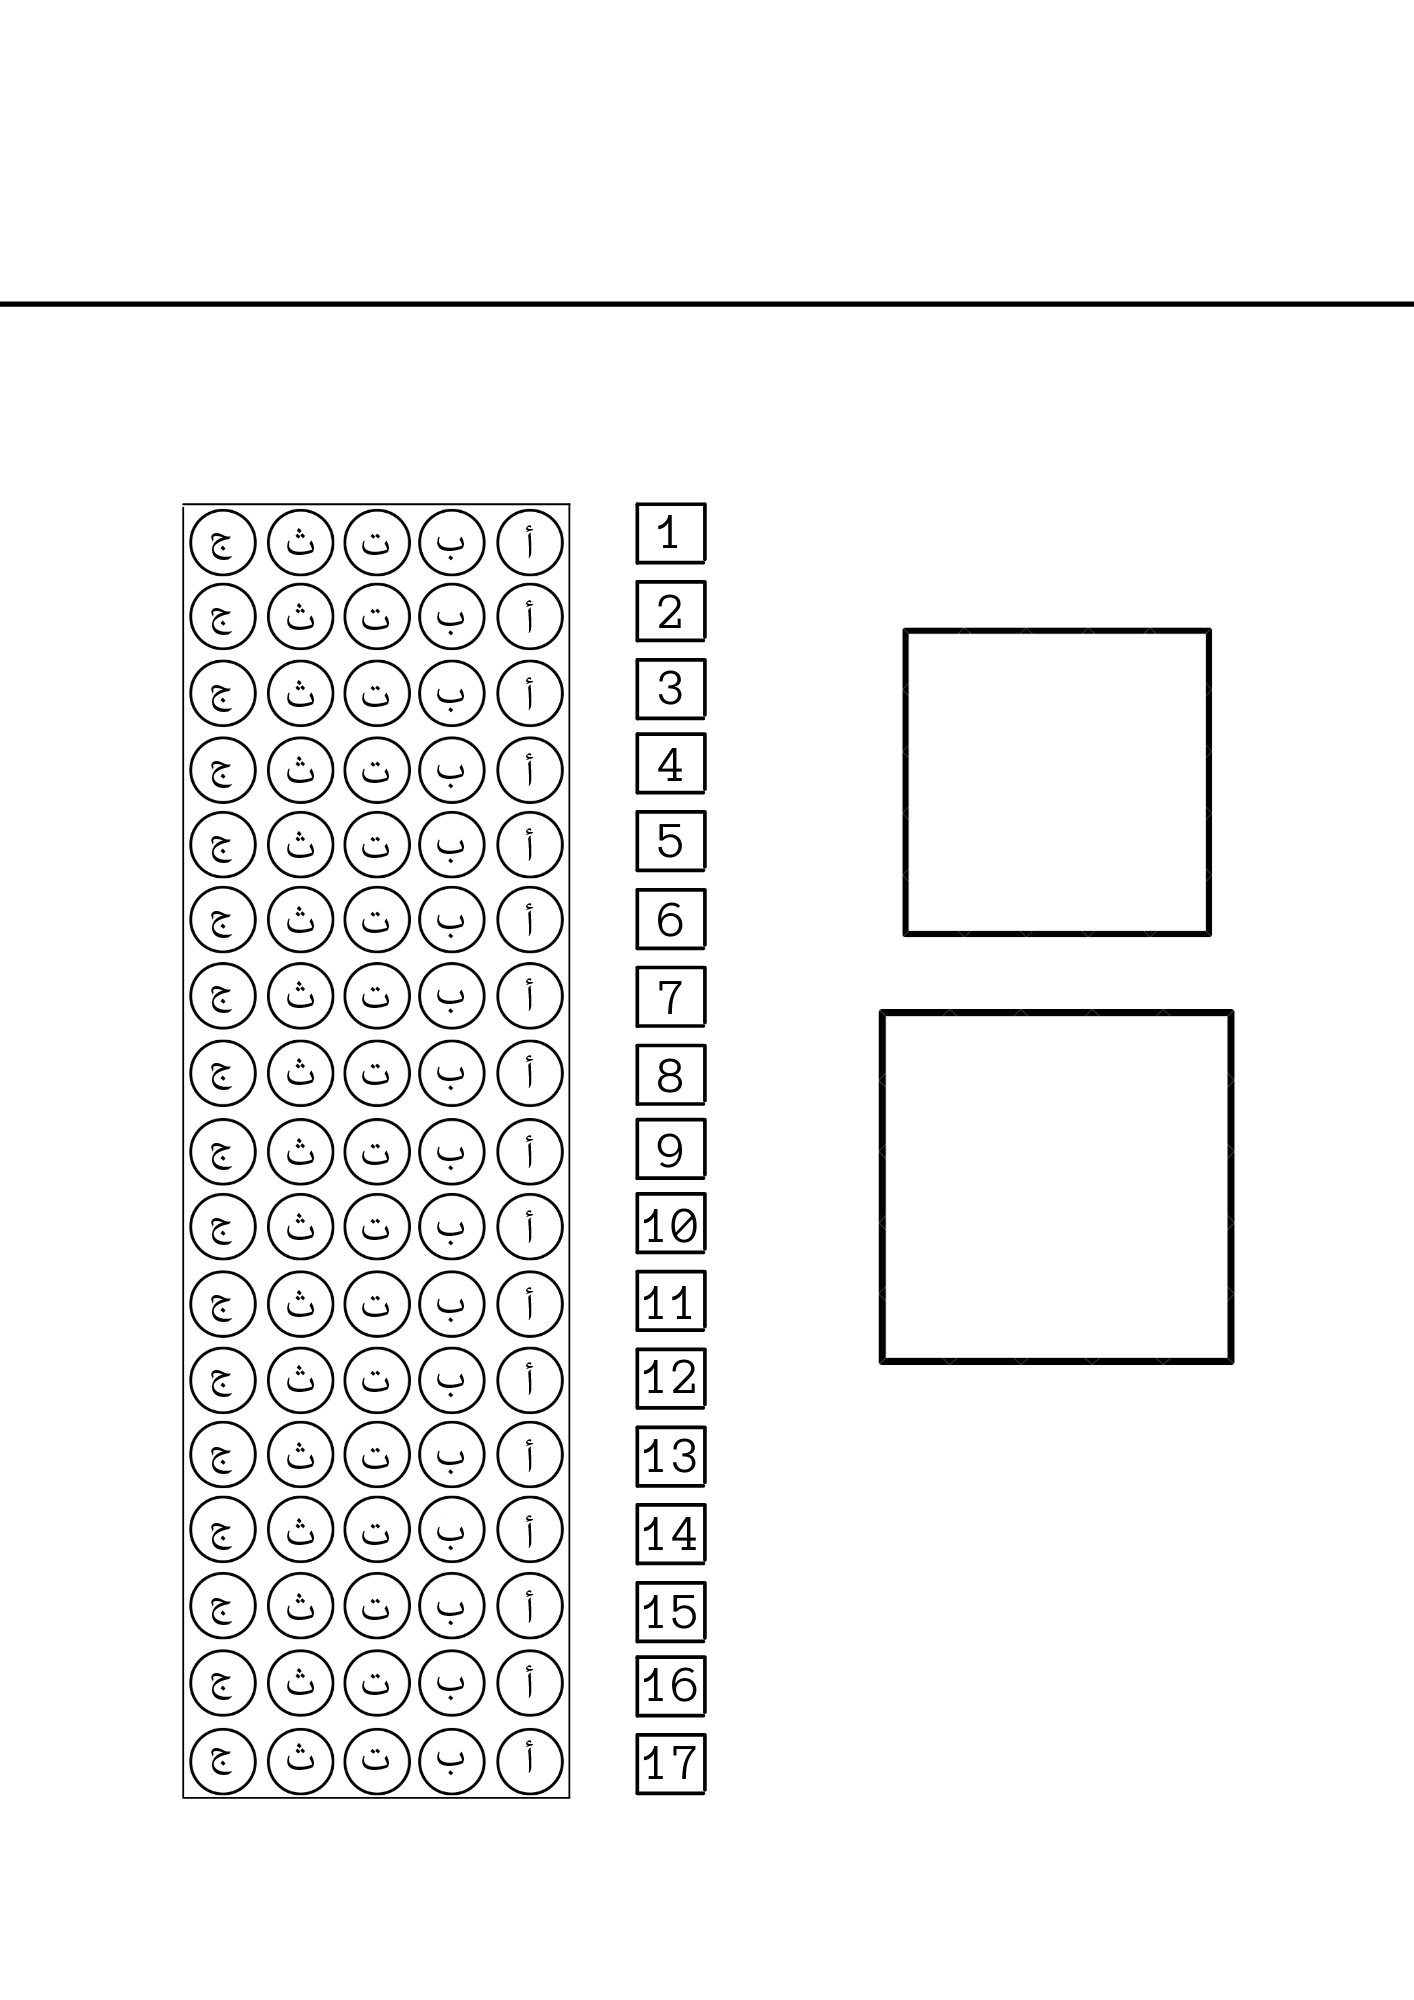 1 أ ب ت ث ج
2 أ ب ت ث ج
3 أ ب ت ث ج
4 أ ب ت ث ج
5 أ ب ت ث ج
6 أ ب ت ث ج
7 أ ب ت ث ج
8 أ ب ت ث ج
9 أ ب ت ث ج
10 أ ب ت ث ج
11 أ ب ت ث ج
12 أ ب ت ث ج
13 أ ب ت ث ج
14 أ ب ت ث ج
15 أ ب ت ث ج
16 أ ب ت ث ج
17 أ ب ت ث ج